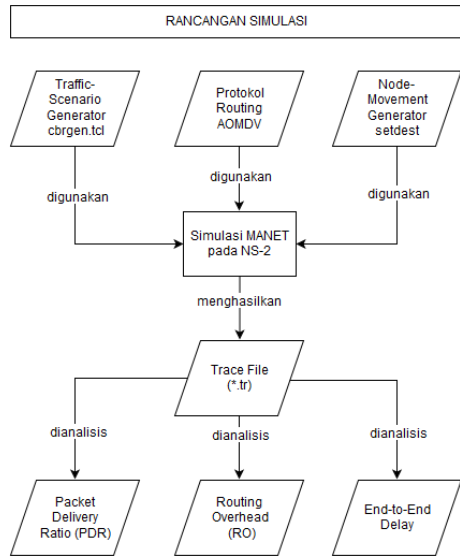 RANCANGAN SIMULASI
Traffic-
Scenario
Generator
cbrgen.tcl
Protokol
Routing
AOMDV
Node-
Movement
Generator
setdest
digunakan
digunakan
digunakan
Simulasi MANET
pada NS-2
menghasilkan
Trace File
(*.tr)
dianalisis
dianalisis
dianalisis
Packet
Delivery
Ratio (PDR)
Routing
Overhead
(RO)
End-to-End
Delay